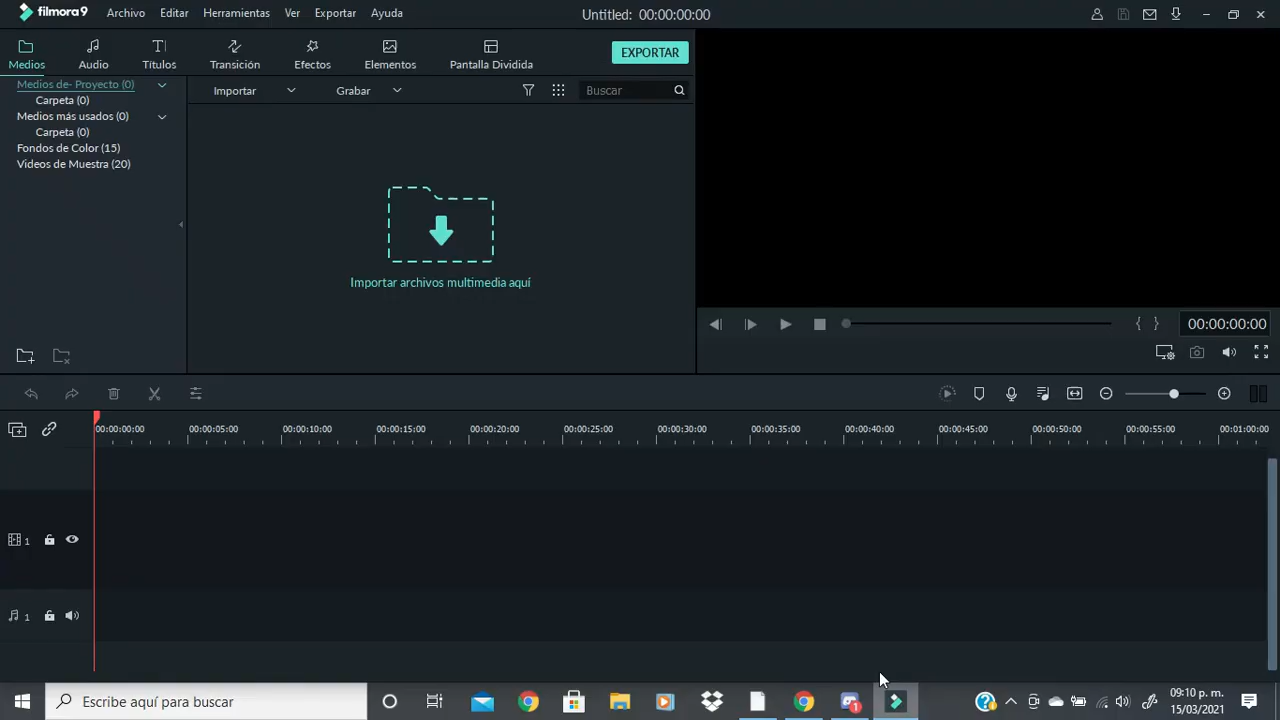 filmora9 Archivo Editar Herramientas Ver Exportar Ayuda Untitled: 00:00:00:00
Medios Audio Títulos Transición Efectos Elementos Pantalla Dividida EXPORTAR
Medios de- Proyecto (0)
Carpeta (0)
Medios más usados (0)
Carpeta (0)
Fondos de Color (15)
Videos de Muestra (20)
Importar Grabar Buscar
Importar archivos multimedia aquí
00:00:00:00
00:00:00:00 00:00:05:00 00:00:10:00 00:00:15:00 00:00:20:00 00:00:25:00 00:00:30:00 00:00:35:00 00:00:40:00 00:00:45:00 00:00:50:00 00:00:55:00 00:01:00:00
1
1
Escribe aquí para buscar
1
09:10 p. m.
15/03/2021